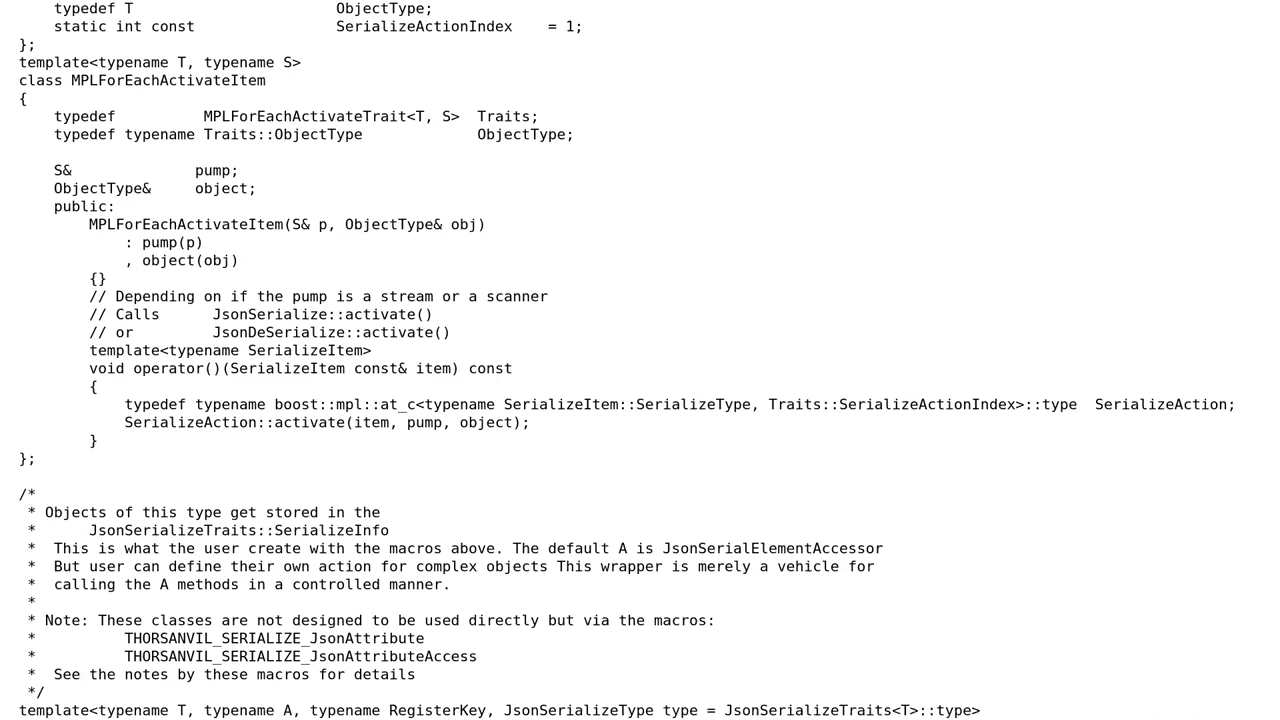 typedef T                       ObjectType;
    static int const                SerializeActionIndex    = 1;
};
template<typename T, typename S>
class MPLForEachActivateItem
{
    typedef          MPLForEachActivateTrait<T, S>  Traits;
    typedef typename Traits::ObjectType             ObjectType;

    S&              pump;
    ObjectType&     object;
    public:
        MPLForEachActivateItem(S& p, ObjectType& obj)
            : pump(p)
            , object(obj)
        {}
        // Depending on if the pump is a stream or a scanner
        // Calls      JsonSerialize::activate()
        // or         JsonDeSerialize::activate()
        template<typename SerializeItem>
        void operator()(SerializeItem const& item) const
        {
            typedef typename boost::mpl::at_c<typename SerializeItem::SerializeType, Traits::SerializeActionIndex>::type  SerializeAction;
            SerializeAction::activate(item, pump, object);
        }
};

/*
 * Objects of this type get stored in the
 *      JsonSerializeTraits::SerializeInfo
 *  This is what the user create with the macros above. The default A is JsonSerialElementAccessor
 *  But user can define their own action for complex objects This wrapper is merely a vehicle for
 *  calling the A methods in a controlled manner.
 *
 * Note: These classes are not designed to be used directly but via the macros:
 *          THORSANVIL_SERIALIZE_JsonAttribute
 *          THORSANVIL_SERIALIZE_JsonAttributeAccess
 *  See the notes by these macros for details
 */
template<typename T, typename A, typename RegisterKey, JsonSerializeType type = JsonSerializeTraits<T>::type>